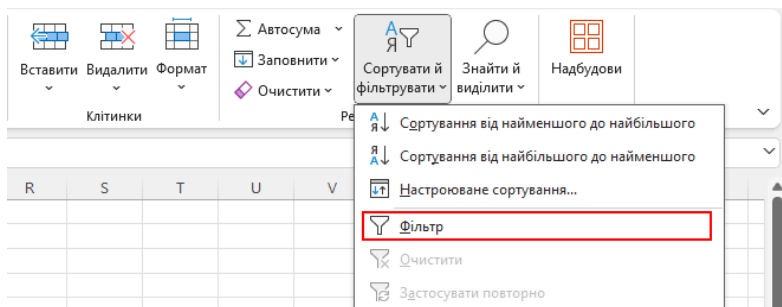 Вставити Видалити Формат
Клітинки
Автосума
Заповнити
Очистити
Ре
Сортувати й
фільтрувати
Знайти й
виділити
Надбудови
Сортування від найменшого до найбільшого
Сортування від найбільшого до найменшого
Настроюване сортування...
Фільтр
Очистити
Застосувати повторно
R S T U V